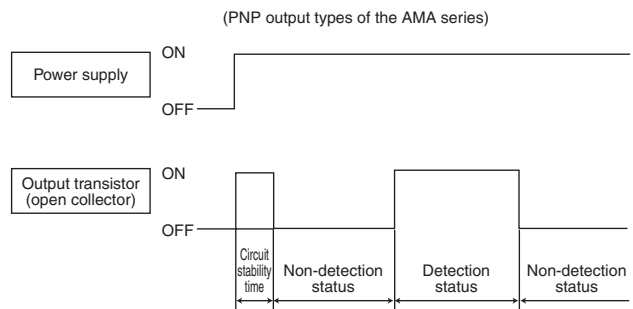 (PNP output types of the AMA series)
Power supply
ON
OFF
Output transistor
(open collector)
ON
OFF
Circuit
stability
time
Non-detection
status
Detection
status
Non-detection
status